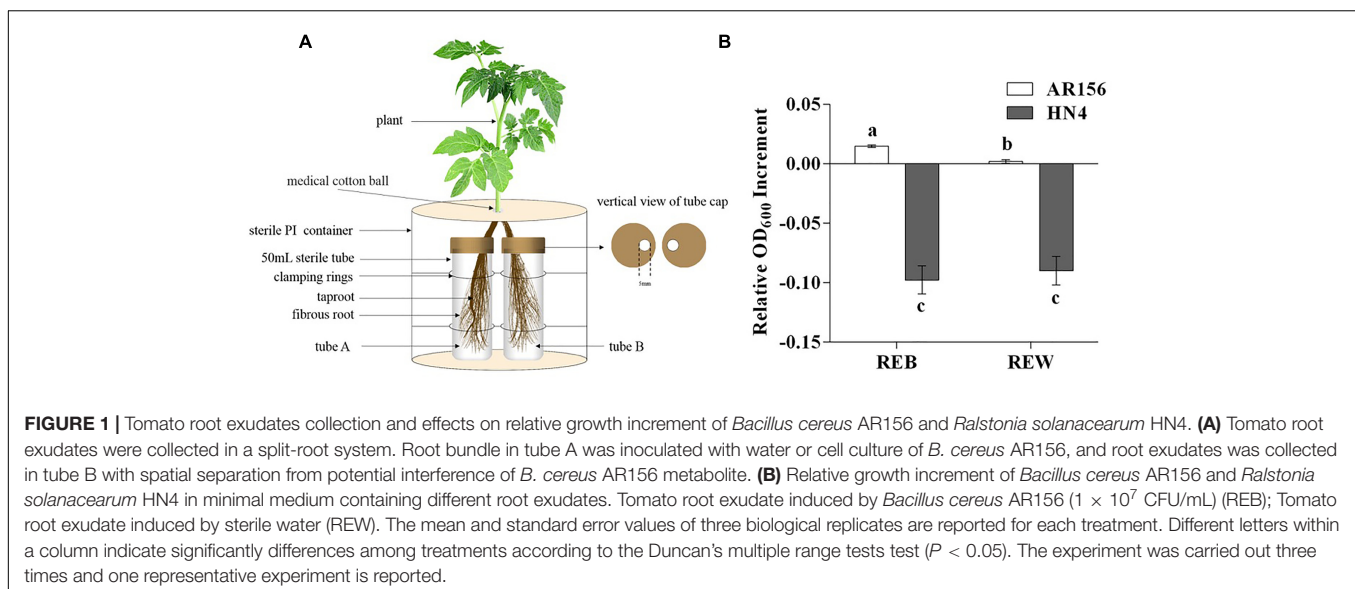 A
plant
medical cotton ball
sterile PI container
50mL sterile tube
clamping rings
taproot
fibrous root
tube A
tube B
vertical view of tube cap
5mm
B
AR156
HN4
Relative OD600 Increment
0.05
0.00
-0.05
-0.10
-0.15
a
b
c
c
REB
REW
FIGURE 1 | Tomato root exudates collection and effects on relative growth increment of Bacillus cereus AR156 and Ralstonia solanacearum HN4. (A) Tomato root
exudates were collected in a split-root system. Root bundle in tube A was inoculated with water or cell culture of B. cereus AR156, and root exudates was collected
in tube B with spatial separation from potential interference of B. cereus AR156 metabolite. (B) Relative growth increment of Bacillus cereus AR156 and Ralstonia
solanacearum HN4 in minimal medium containing different root exudates. Tomato root exudate induced by Bacillus cereus AR156 (1 × 10⁷ CFU/mL) (REB); Tomato
root exudate induced by sterile water (REW). The mean and standard error values of three biological replicates are reported for each treatment. Different letters within
a column indicate significantly differences among treatments according to the Duncan's multiple range tests test (P < 0.05). The experiment was carried out three
times and one representative experiment is reported.